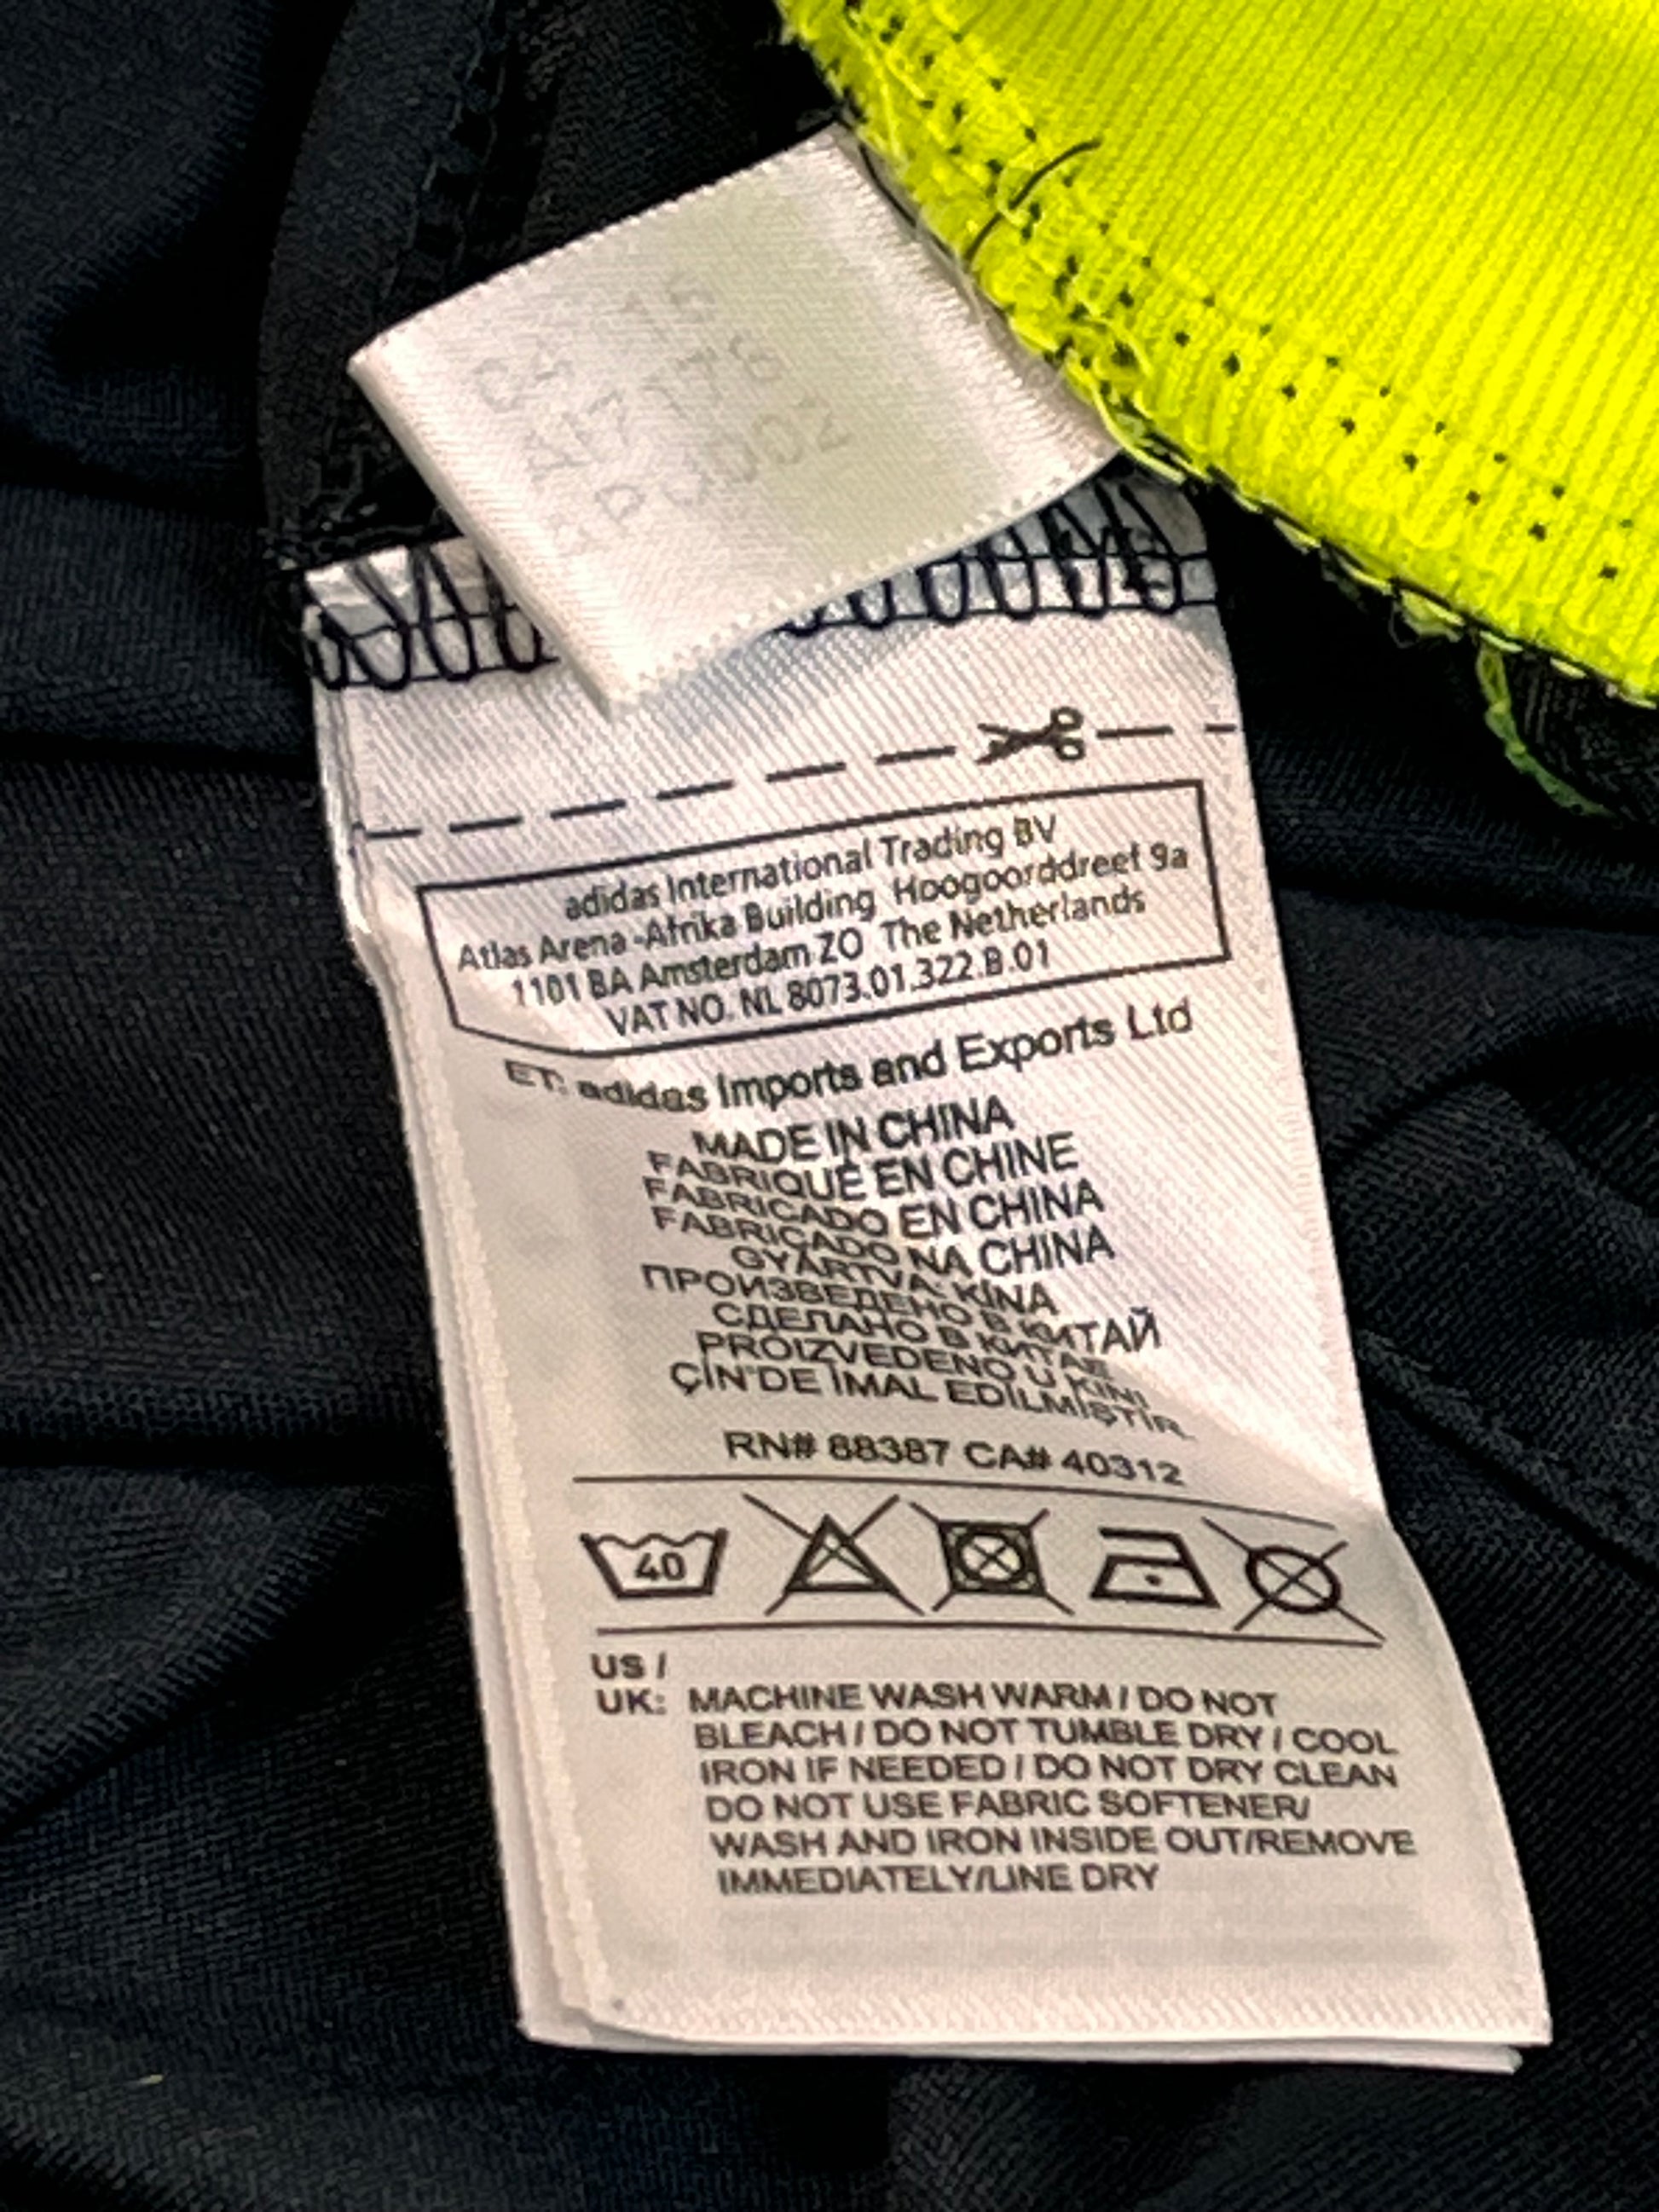 adidas International Trading BV
Atlas Arena-Afrika Building Hoogoorddreef 9a
1101 BA Amsterdam ZO The Netherlands
VAT NO. NL 8073.01.322.B.01
ET: adidas Imports and Exports Ltd
MADE IN CHINA
FABRIQUÉ EN CHINE
FABRICADO EN CHINA
FABRICADO NA CHINA
GYÁRTVA: KÍNA
ПРОИЗВЕДЕНО В КИТАЙ
СДЕЛАНО В КИТАЕ
PROIZVEDENO U KINI
ÇİN'DE İMAL EDİLMİŞTİR.
RN# 88387 CA# 40312
40
US /
UK: MACHINE WASH WARM / DO NOT
BLEACH / DO NOT TUMBLE DRY / COOL
IRON IF NEEDED / DO NOT DRY CLEAN
DO NOT USE FABRIC SOFTENER/
WASH AND IRON INSIDE OUT/REMOVE
IMMEDIATELY/LINE DRY